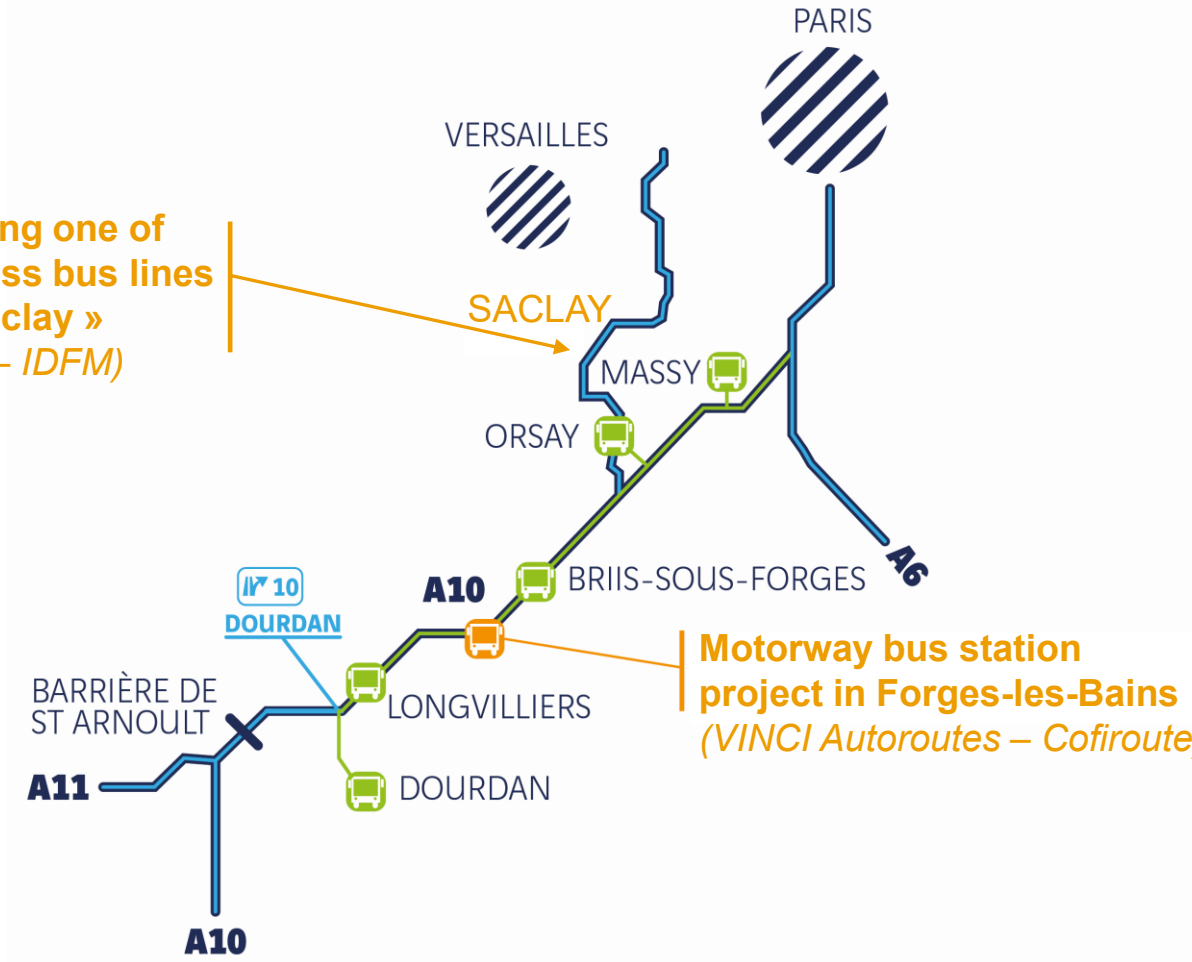 PARIS
VERSAILLES
ng one of
ss bus lines
clay »
– IDFM)
SACLAY
MASSY
ORSAY
A6
BRIIS-SOUS-FORGES
A10
10
DOURDAN
Motorway bus station
project in Forges-les-Bains
(VINCI Autoroutes – Cofiroute)
BARRIÈRE DE
ST ARNOULT
LONGVILLIERS
A11
DOURDAN
A10